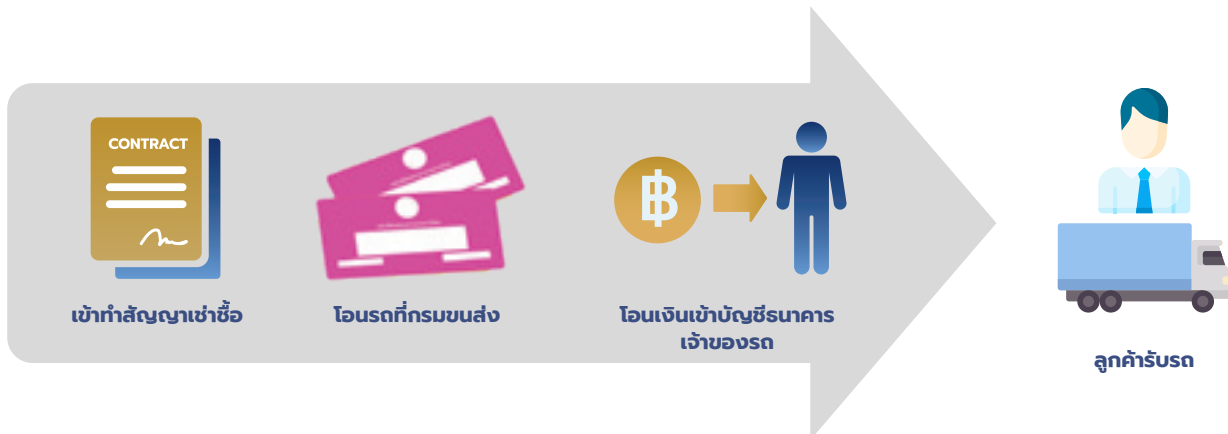 CONTRACT
เข้าทำสัญญาเช่าซื้อ
โอนรถที่กรมขนส่ง
โอนเงินเข้าบัญชีธนาคาร
เจ้าของรถ
ลูกค้ารับรถ